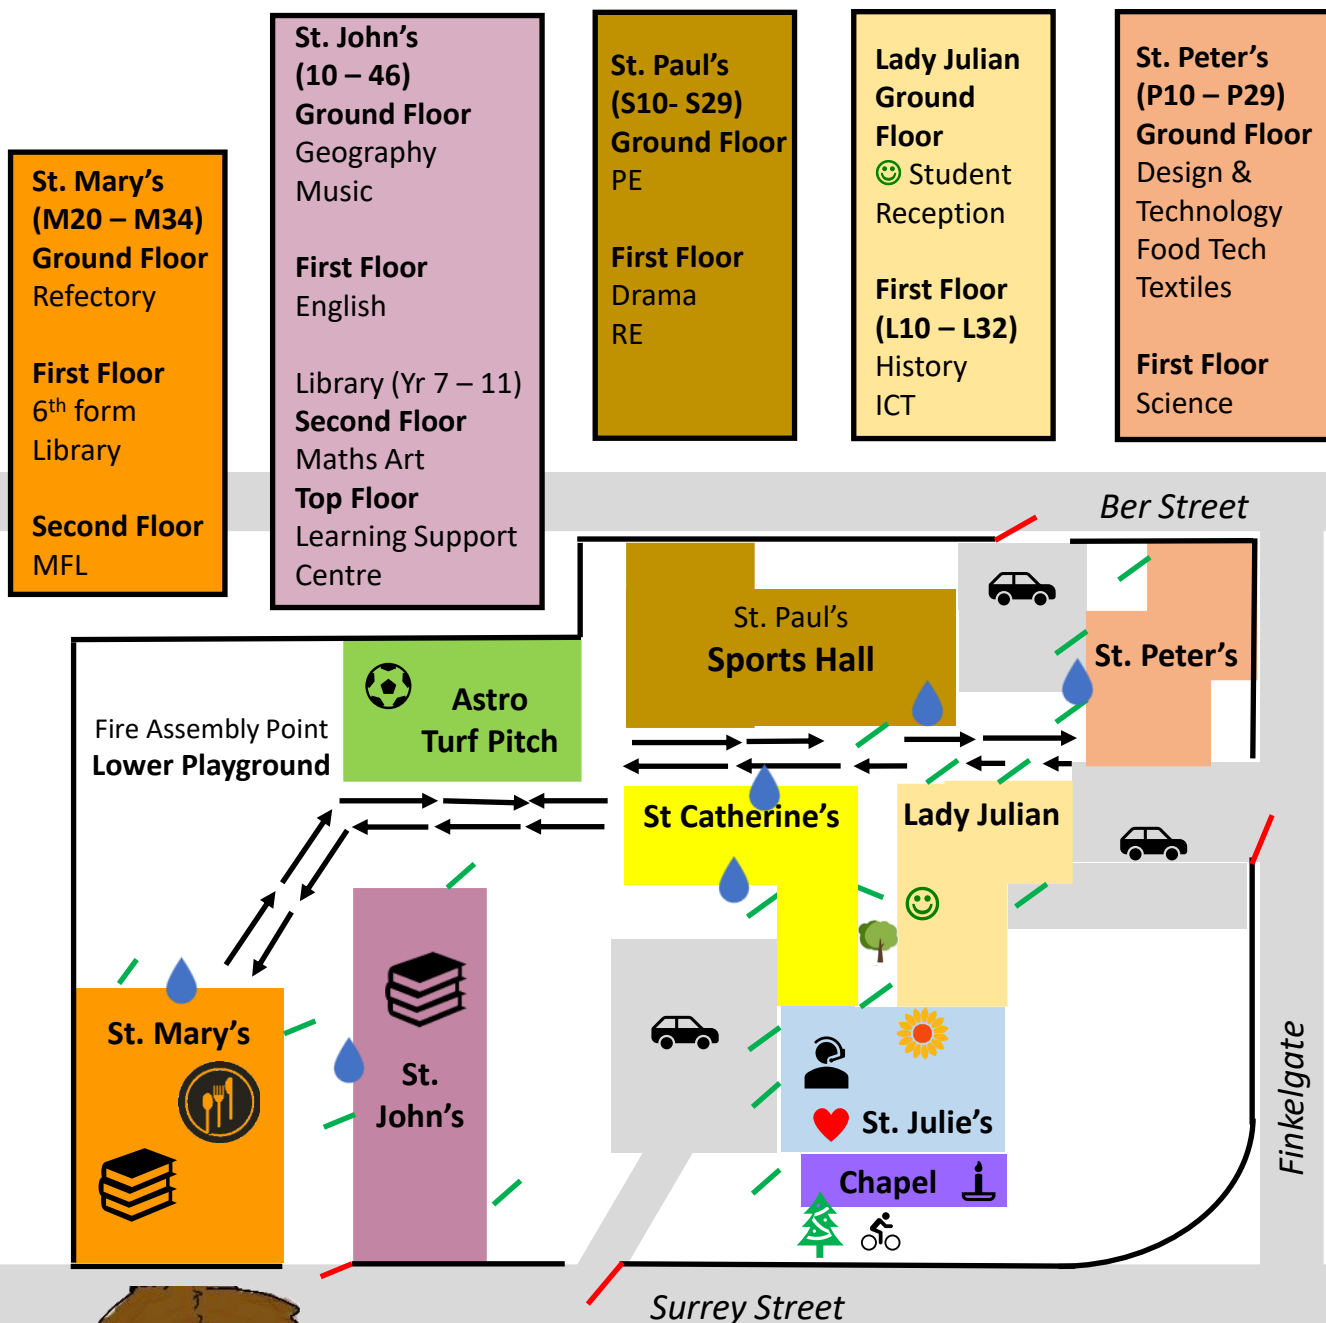 St. Mary's
(M20 – M34)
Ground Floor
Refectory
First Floor
6th form
Library
Second Floor
MFL
St. John's
(10 – 46)
Ground Floor
Geography
Music
First Floor
English
Library (Yr 7 – 11)
Second Floor
Maths Art
Top Floor
Learning Support
Centre
St. Paul's
(S10- S29)
Ground Floor
PE
First Floor
Drama
RE
Lady Julian
Ground
Floor
Student
Reception
First Floor
(L10 – L32)
History
ICT
St. Peter's
(P10 – P29)
Ground Floor
Design &
Technology
Food Tech
Textiles
First Floor
Science
Ber Street
St. Paul's
Sports Hall
St. Peter's
Astro
Turf Pitch
Fire Assembly Point
Lower Playground
St Catherine's
Lady Julian
St. Mary's
St.
John's
St. Julie's
Chapel
Finkelgate
Surrey Street